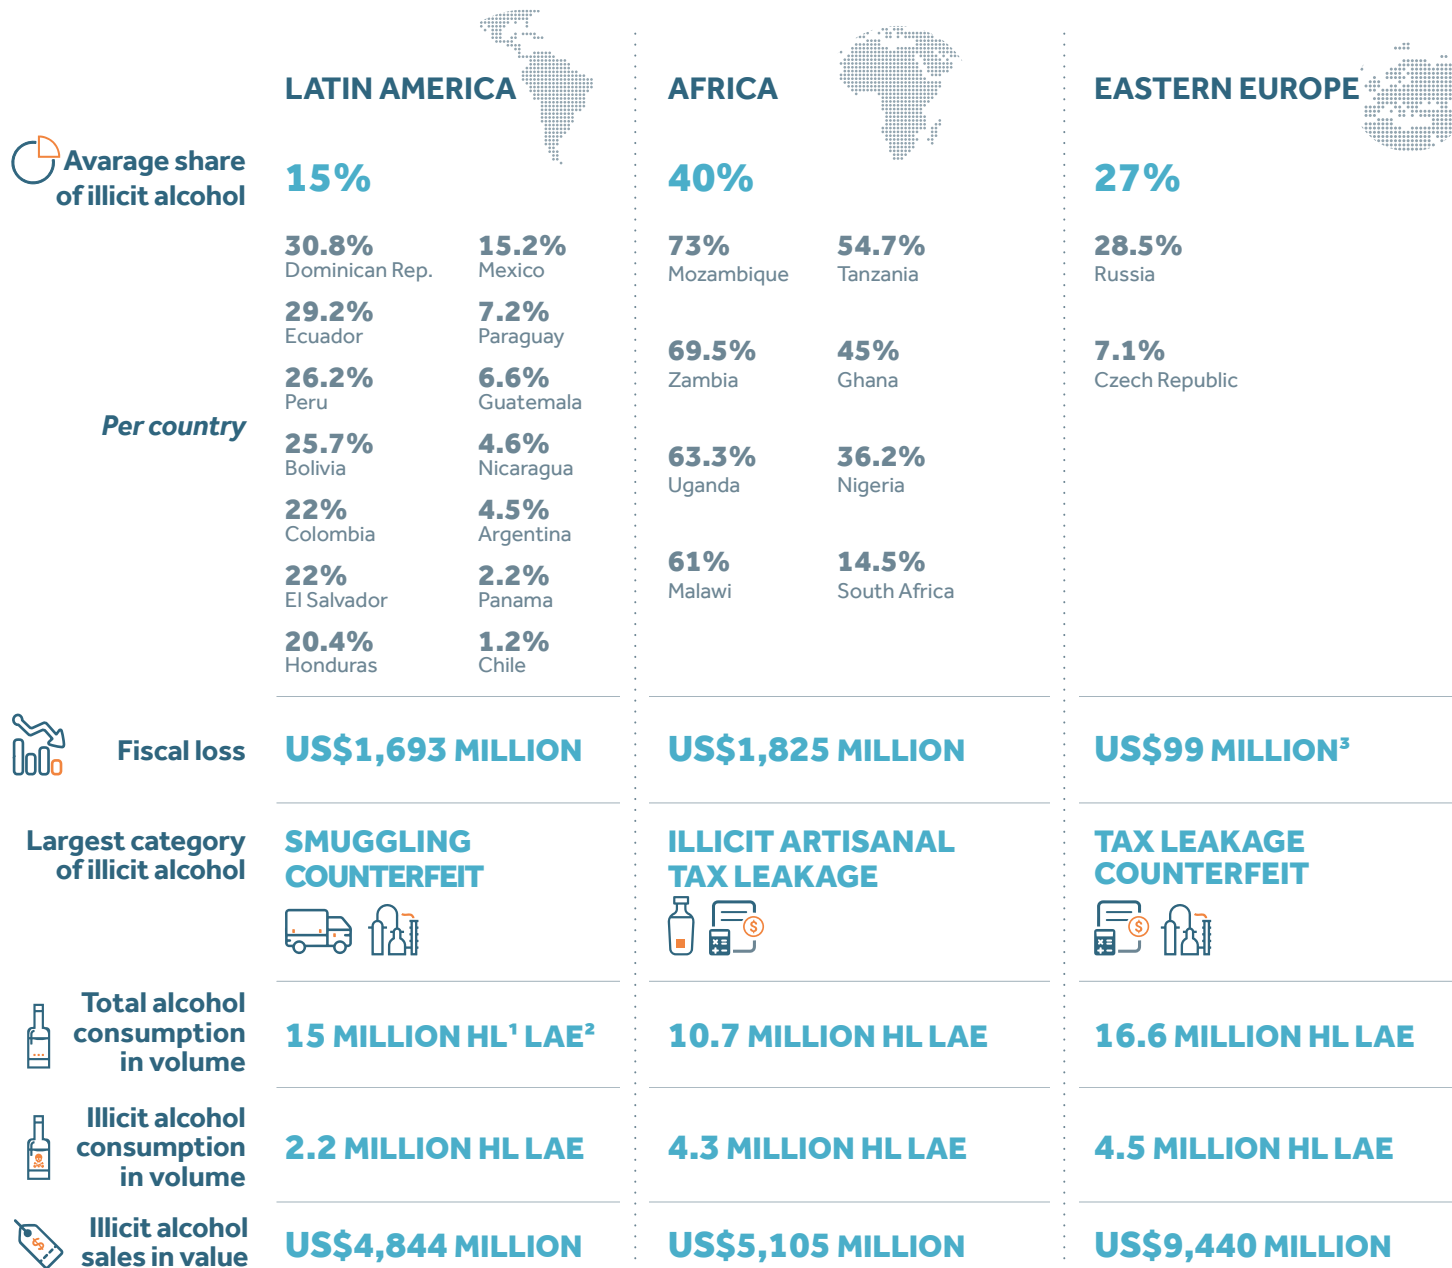 LATIN AMERICA
AFRICA
EASTERN EUROPE
Avarage share
of illicit alcohol
15%
40%
27%
Per country
30.8%
Dominican Rep.
15.2%
Mexico
29.2%
Ecuador
7.2%
Paraguay
26.2%
Peru
6.6%
Guatemala
25.7%
Bolivia
4.6%
Nicaragua
22%
Colombia
4.5%
Argentina
22%
El Salvador
2.2%
Panama
20.4%
Honduras
1.2%
Chile
73%
Mozambique
54.7%
Tanzania
69.5%
Zambia
45%
Ghana
63.3%
Uganda
36.2%
Nigeria
61%
Malawi
14.5%
South Africa
28.5%
Russia
7.1%
Czech Republic
Fiscal loss
US$1,693 MILLION
US$1,825 MILLION
US$99 MILLION³
Largest category
of illicit alcohol
SMUGGLING
COUNTERFEIT
ILLICIT ARTISANAL
TAX LEAKAGE
$
TAX LEAKAGE
COUNTERFEIT
$
Total alcohol
consumption
in volume
15 MILLION HL¹ LAE²
10.7 MILLION HL LAE
16.6 MILLION HL LAE
Illicit alcohol
consumption
in volume
2.2 MILLION HL LAE
4.3 MILLION HL LAE
4.5 MILLION HL LAE
$
Illicit alcohol
sales in value
US$4,844 MILLION
US$5,105 MILLION
US$9,440 MILLION